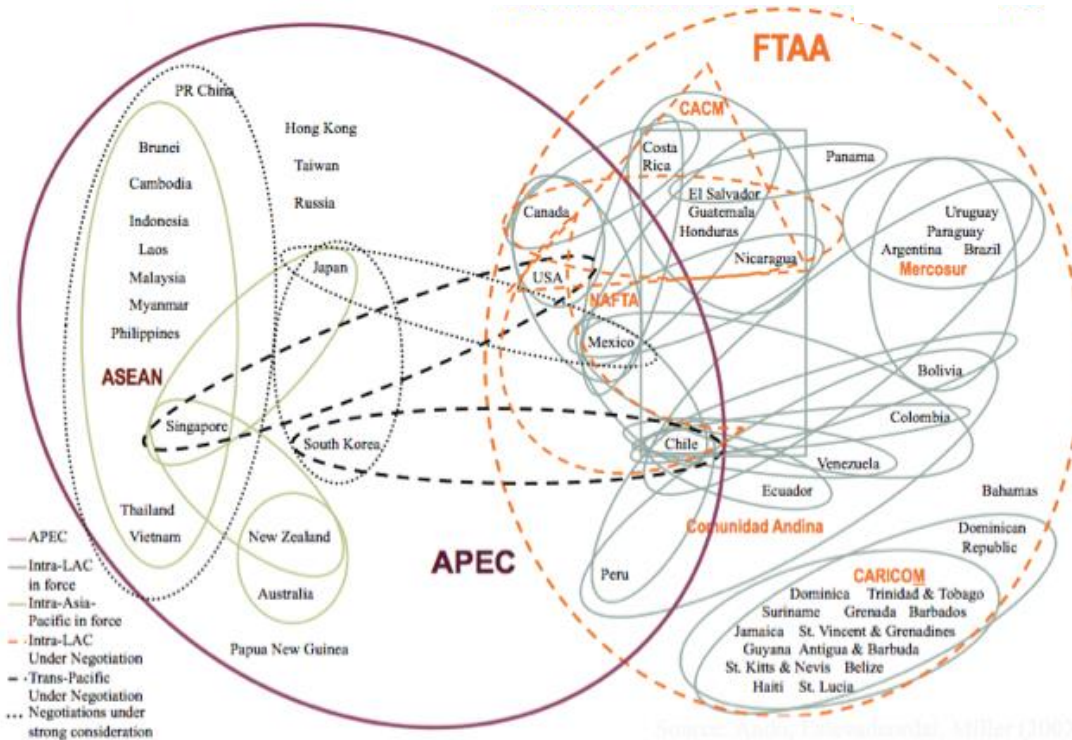 FTAA
CACM
PR China
Hong Kong
Taiwan
Russia
Brunei
Cambodia
Indonesia
Laos
Malaysia
Myanmar
Philippines
ASEAN
Singapore
Thailand
Vietnam
Japan
South Korea
New Zealand
Australia
Papua New Guinea
APEC
Canada
USA
NAFTA
Mexico
Chile
Peru
Costa
Rica
Panama
El Salvador
Guatemala
Honduras
Nicaragua
Uruguay
Paraguay
Argentina Brazil
Mercosur
Bolivia
Colombia
Venezuela
Ecuador
Comunidad Andina
Bahamas
Dominican
Republic
CARICOM
Dominica Trinidad & Tobago
Suriname Grenada Barbados
Jamaica St. Vincent & Grenadines
Guyana Antigua & Barbuda
St. Kitts & Nevis Belize
Haiti St. Lucia
APEC
Intra-LAC
in force
Intra-Asia-
Pacific in force
Intra-LAC
Under Negotiation
Trans-Pacific
Under Negotiation
Negotiations under
strong consideration